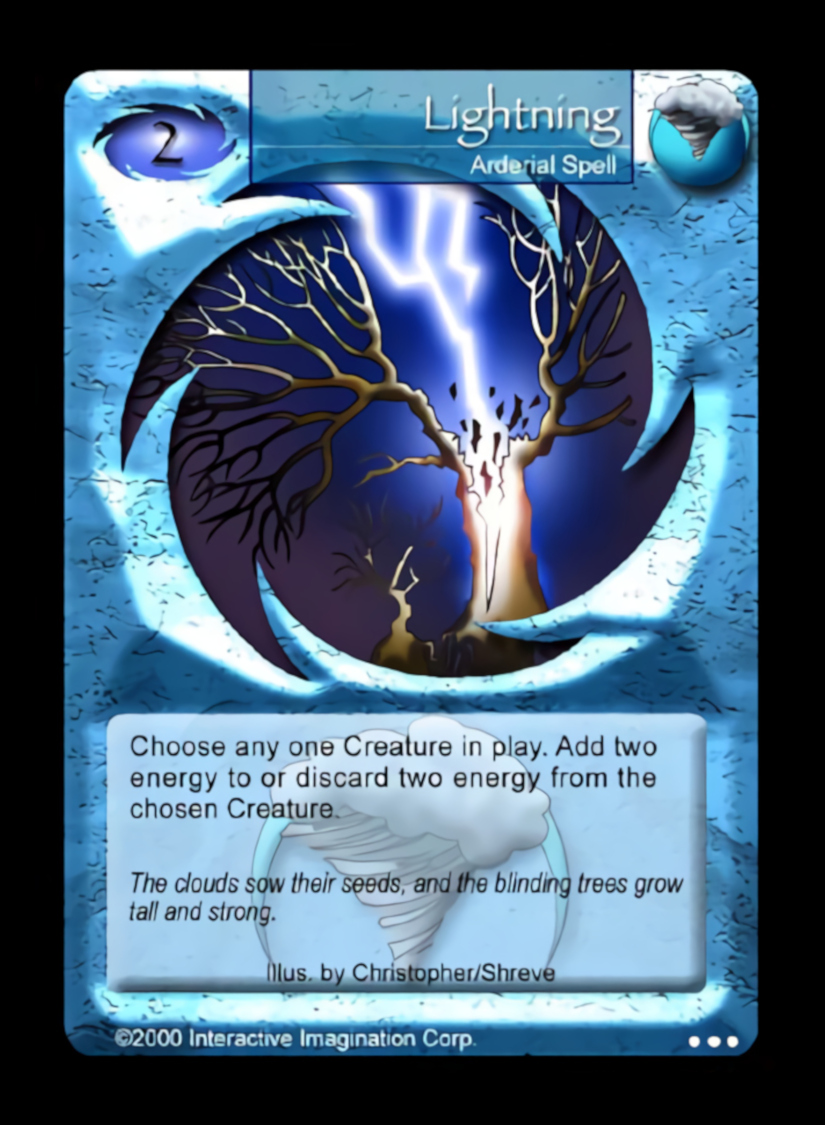 2
Lightning
Arderial Spell
Choose any one Creature in play. Add two
energy to or discard two energy from the
chosen Creature.
The clouds sow their seeds, and the blinding trees grow
tall and strong.
Illus. by Christopher/Shreve
©2000 Interactive Imagination Corp.